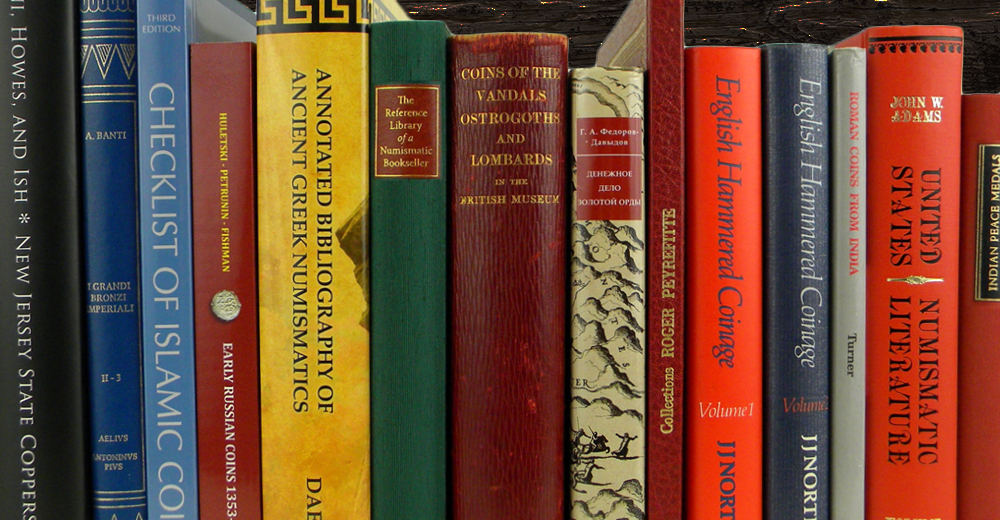 HI, HOWES, AND ISH * NEW JERSEY STATE COPPERS
A. BANTI
I GRANDI
BRONZI
IMPERIALI
II - 3
AELIVS
ANTONINVS
PIVS
THIRD
EDITION
CHECKLIST OF ISLAMIC COI
HULETSKI · PETRUNIN · FISHMAN
EARLY RUSSIAN COINS 1353-
ANNOTATED BIBLIOGRAPHY OF
ANCIENT GREEK NUMISMATICS
DAE
The
Reference
Library
of a
Numismatic
Bookseller
COINS OF THE
VANDALS
OSTROGOTHS
AND
LOMBARDS
IN THE
BRITISH MUSEUM
Г. А. Федоров-
Давыдов
ДЕНЕЖНОЕ
ДЕЛО
ЗОЛОТОЙ ОРДЫ
Collections ROGER PEYREFITTE
English Hammered Coinage
Volume 1
JJ NORT
English Hammered Coinage
Volume
JJ NORT
ROMAN COINS FROM INDIA
Turner
JOHN W.
ADAMS
UNITED
STATES
NUMISMATIC
LITERATURE
INDIAN PEACE MEDALS